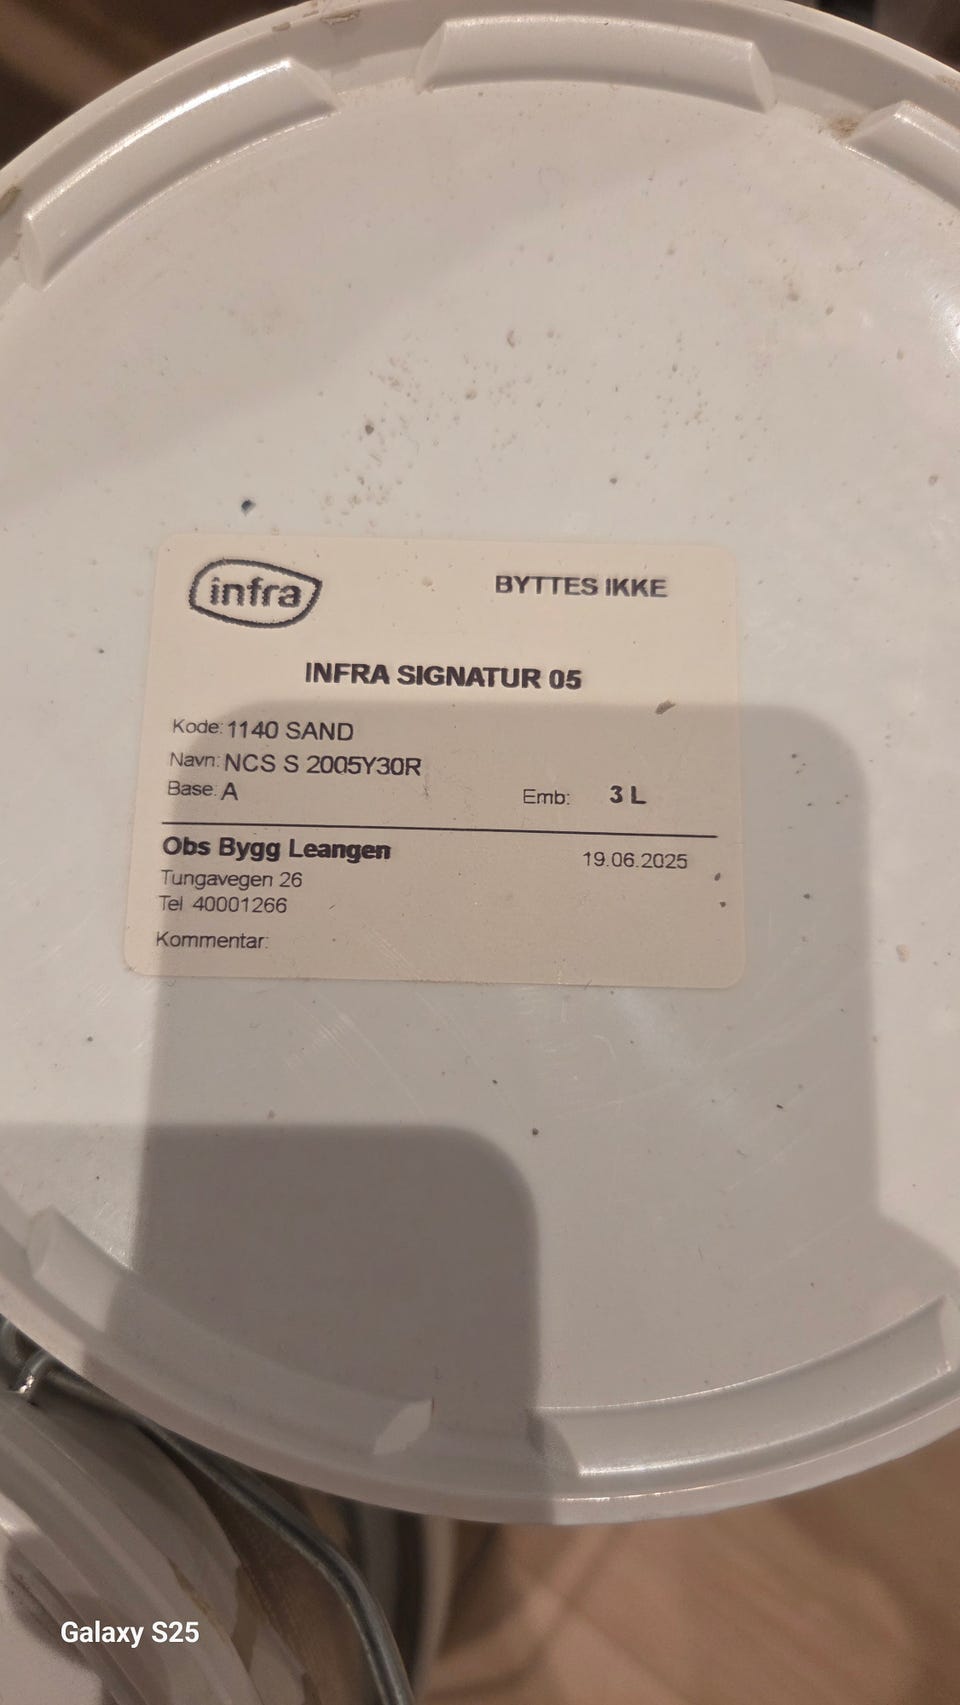 infra
BYTTES IKKE
INFRA SIGNATUR 05
Kode: 1140 SAND
Navn: NCS S 2005Y30R
Base: A
Emb: 3 L
Obs Bygg Leangen
19.06.2025
Tungavegen 26
Tel 40001266
Kommentar:
Galaxy S25